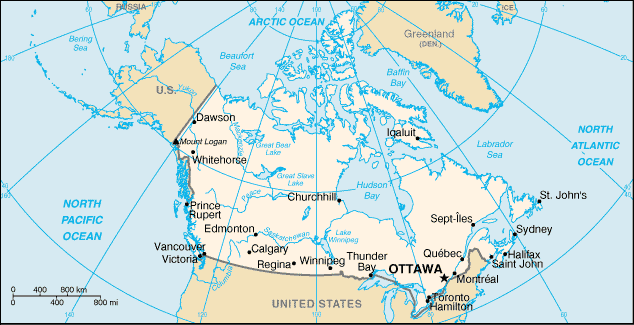 RUSSIA
ARCTIC OCEAN
ICE.
Greenland
(DEN.)
Bering
Sea
Beaufort
Sea
Baffin
Bay
U.S.
Yukon
Dawson
Mount Logan
Whitehorse
Mackenzie
Great Bear
Lake
Iqaluit
Labrador
Sea
NORTH
ATLANTIC
OCEAN
Great Slave
Lake
Peace
Churchill
Hudson
Bay
NORTH
PACIFIC
OCEAN
Prince
Rupert
Edmonton
Saskatchewan
Lake
Winnipeg
Sept-Îles
St. John's
Sydney
Vancouver
Victoria
Calgary
Regina
Winnipeg
Thunder
Bay
Québec
Halifax
Saint John
Columbia
OTTAWA
Montréal
Toronto
Hamilton
UNITED STATES
0 400 800 km
0 400 800 mi